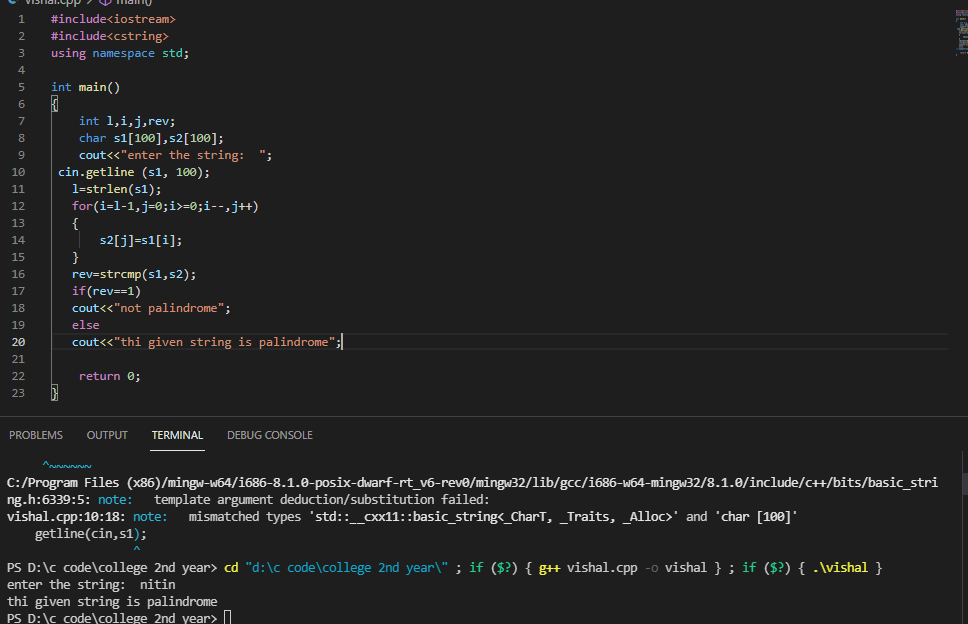 vishal.cpp > main()
1 #include<iostream>
2 #include<cstring>
3 using namespace std;
4
5 int main()
6 {
7 int l,i,j,rev;
8 char s1[100],s2[100];
9 cout<<"enter the string:  ";
10 cin.getline (s1, 100);
11 l=strlen(s1);
12 for(i=l-1,j=0;i>=0;i--,j++)
13 {
14 s2[j]=s1[i];
15 }
16 rev=strcmp(s1,s2);
17 if(rev==1)
18 cout<<"not palindrome";
19 else
20 cout<<"thi given string is palindrome";
21
22 return 0;
23 }
PROBLEMS OUTPUT TERMINAL DEBUG CONSOLE
^~~~~~~
C:/Program Files (x86)/mingw-w64/i686-8.1.0-posix-dwarf-rt_v6-rev0/mingw32/lib/gcc/i686-w64-mingw32/8.1.0/include/c++/bits/basic_stri
ng.h:6339:5: note:   template argument deduction/substitution failed:
vishal.cpp:10:18: note:   mismatched types 'std::__cxx11::basic_string<_CharT, _Traits, _Alloc>' and 'char [100]'
getline(cin,s1);
^
PS D:\c code\college 2nd year> cd "d:\c code\college 2nd year\" ; if ($?) { g++ vishal.cpp -o vishal } ; if ($?) { .\vishal }
enter the string:  nitin
thi given string is palindrome
PS D:\c code\college 2nd year>